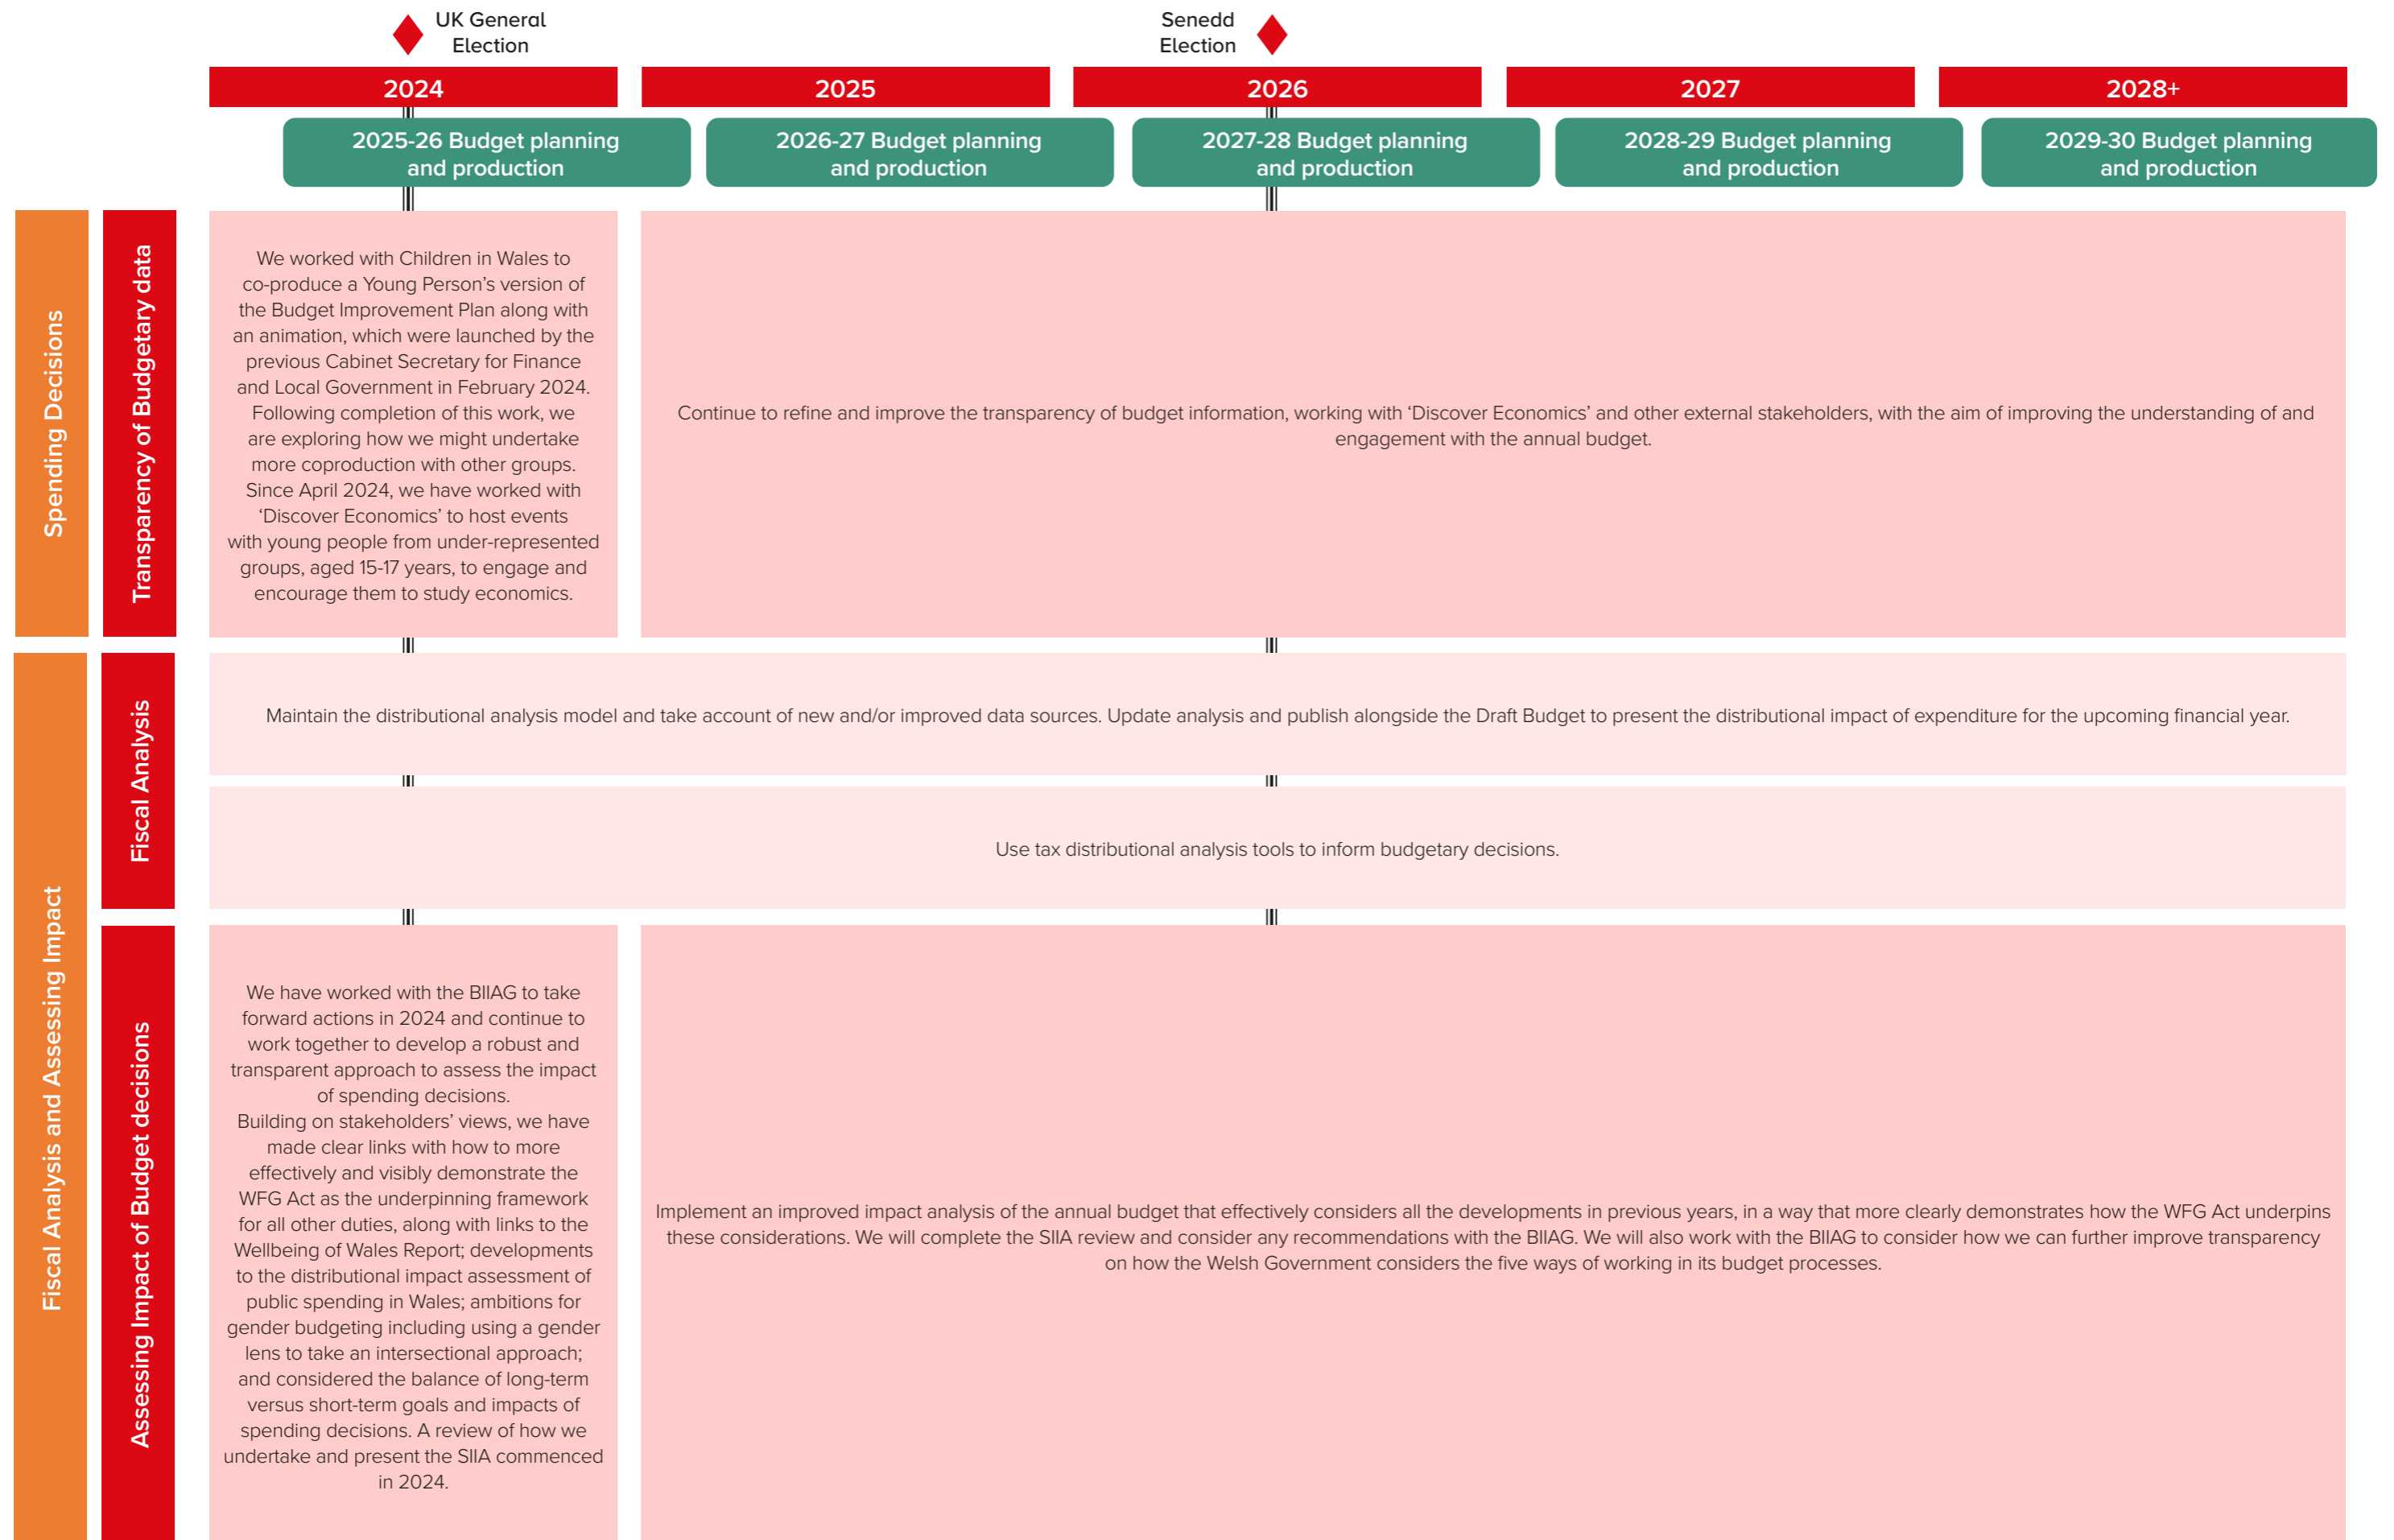 UK General
Election
Senedd
Election
2024
2025
2026
2027
2028+
2025-26 Budget planning
and production
2026-27 Budget planning
and production
2027-28 Budget planning
and production
2028-29 Budget planning
and production
2029-30 Budget planning
and production
Spending Decisions
Transparency of Budgetary data
We worked with Children in Wales to
co-produce a Young Person’s version of
the Budget Improvement Plan along with
an animation, which were launched by the
previous Cabinet Secretary for Finance
and Local Government in February 2024.
Following completion of this work, we
are exploring how we might undertake
more coproduction with other groups.
Since April 2024, we have worked with
‘Discover Economics’ to host events
with young people from under-represented
groups, aged 15-17 years, to engage and
encourage them to study economics.
Continue to refine and improve the transparency of budget information, working with ‘Discover Economics’ and other external stakeholders, with the aim of improving the understanding of and
engagement with the annual budget.
Fiscal Analysis and Assessing Impact
Fiscal Analysis
Maintain the distributional analysis model and take account of new and/or improved data sources. Update analysis and publish alongside the Draft Budget to present the distributional impact of expenditure for the upcoming financial year.
Use tax distributional analysis tools to inform budgetary decisions.
Assessing Impact of Budget decisions
We have worked with the BIIAG to take
forward actions in 2024 and continue to
work together to develop a robust and
transparent approach to assess the impact
of spending decisions.
Building on stakeholders’ views, we have
made clear links with how to more
effectively and visibly demonstrate the
WFG Act as the underpinning framework
for all other duties, along with links to the
Wellbeing of Wales Report; developments
to the distributional impact assessment of
public spending in Wales; ambitions for
gender budgeting including using a gender
lens to take an intersectional approach;
and considered the balance of long-term
versus short-term goals and impacts of
spending decisions. A review of how we
undertake and present the SIIA commenced
in 2024.
Implement an improved impact analysis of the annual budget that effectively considers all the developments in previous years, in a way that more clearly demonstrates how the WFG Act underpins
these considerations. We will complete the SIIA review and consider any recommendations with the BIIAG. We will also work with the BIIAG to consider how we can further improve transparency
on how the Welsh Government considers the five ways of working in its budget processes.